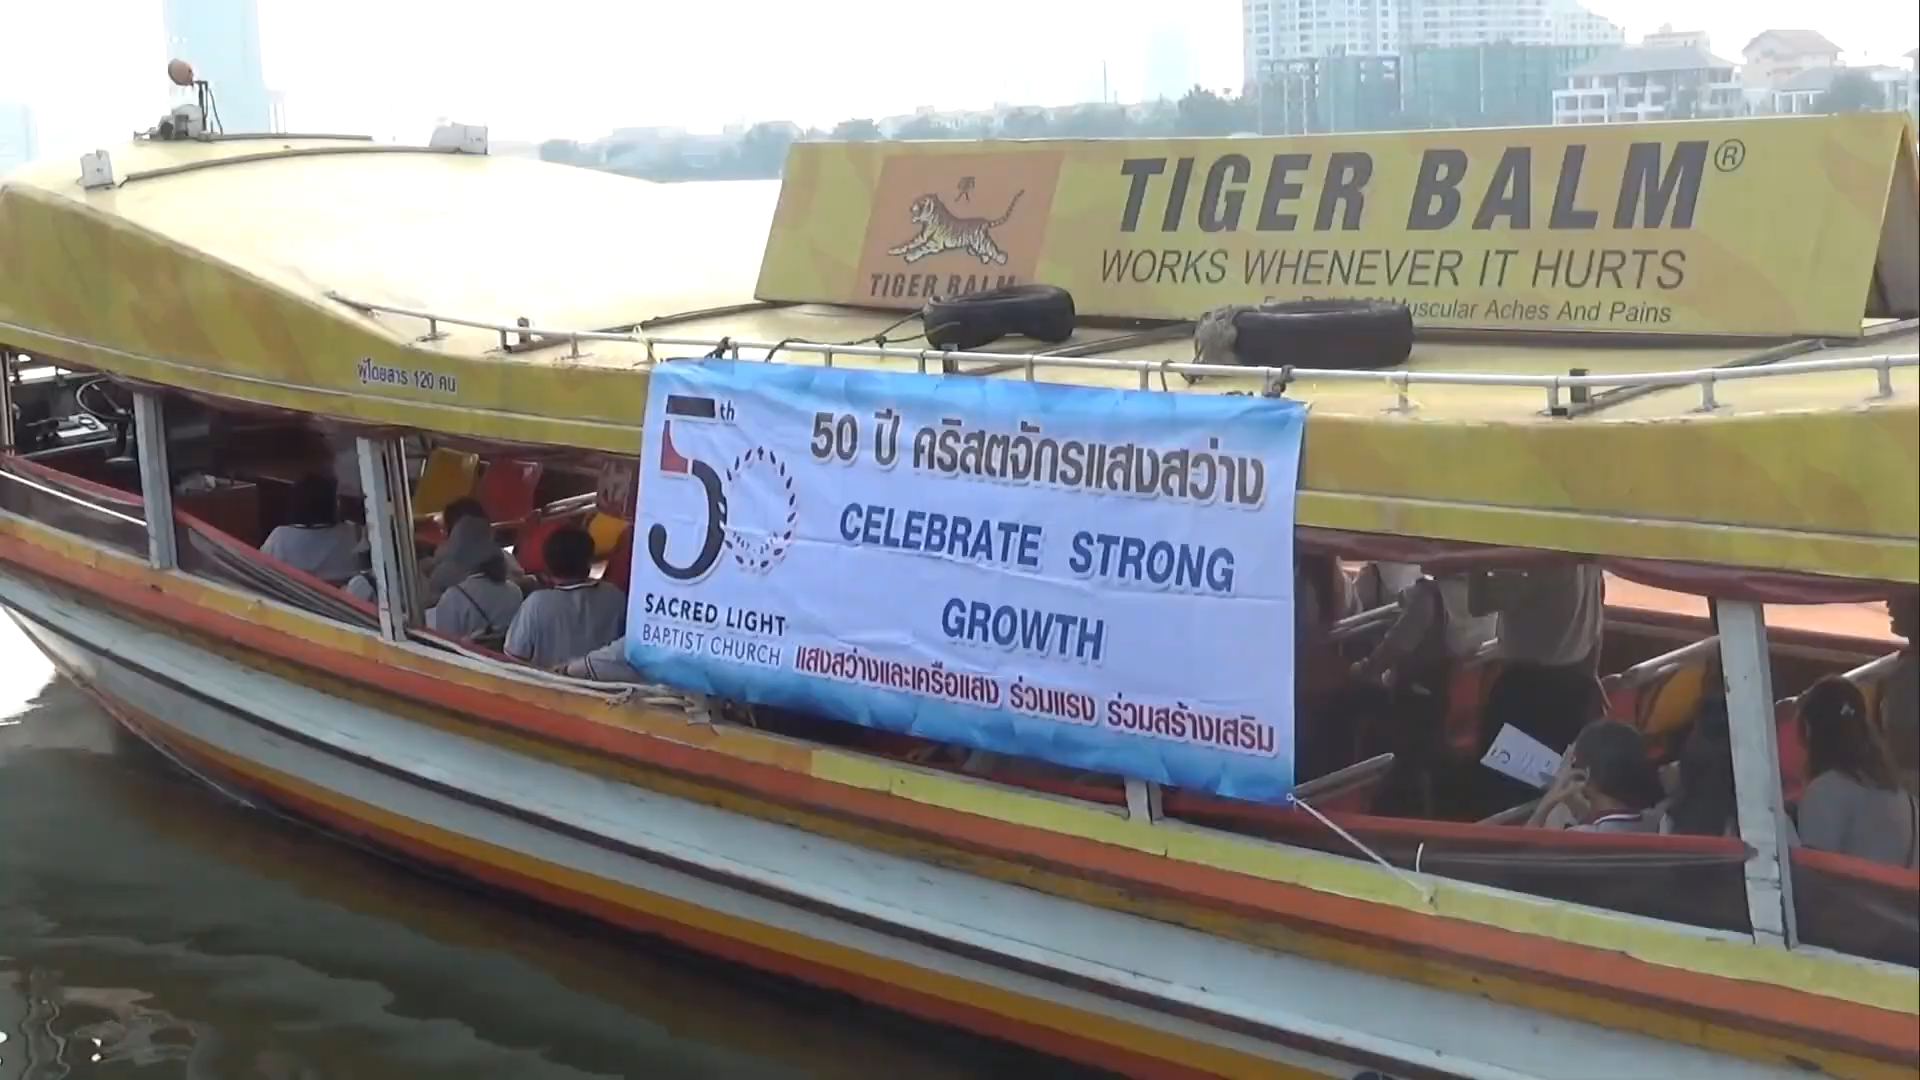 TIGER BALM®
WORKS WHENEVER IT HURTS
Muscular Aches And Pains
TIGER BALM
ผู้โดยสาร 120 คน
50th
50 ปี คริสตจักรแสงสว่าง
CELEBRATE STRONG
GROWTH
SACRED LIGHT
BAPTIST CHURCH
แสงสว่างและเครือแสง ร่วมแรง ร่วมสร้างเสริม